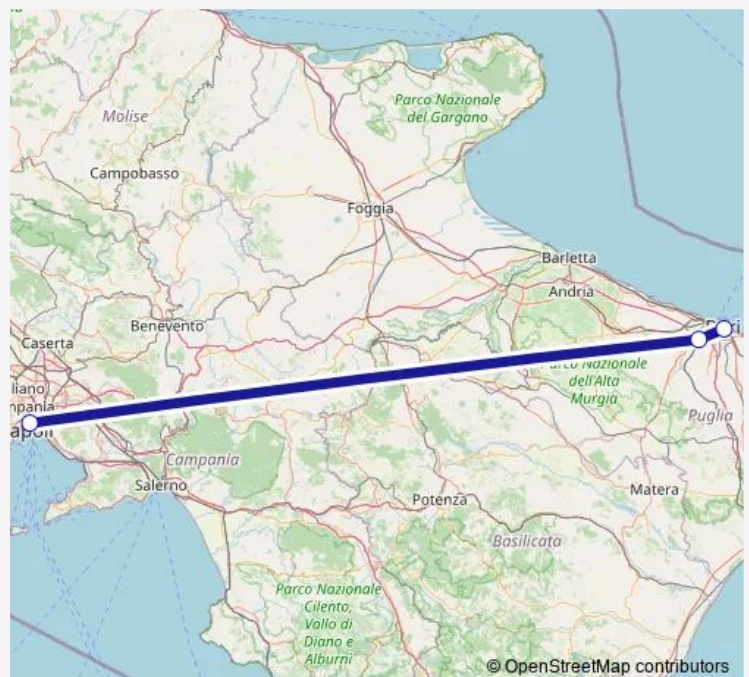 Molise
Parco Nazionale
del Gargano
Campobasso
Foggia
Barletta
Andria
Benevento
Caserta
Parco Nazionale
dell'Alta
Murgia
Puglia
Campania
Salerno
Matera
Potenza
Basilicata
Parco Nazionale
Cilento,
Vallo di
Diano e
Alburni
© OpenStreetMap contributors